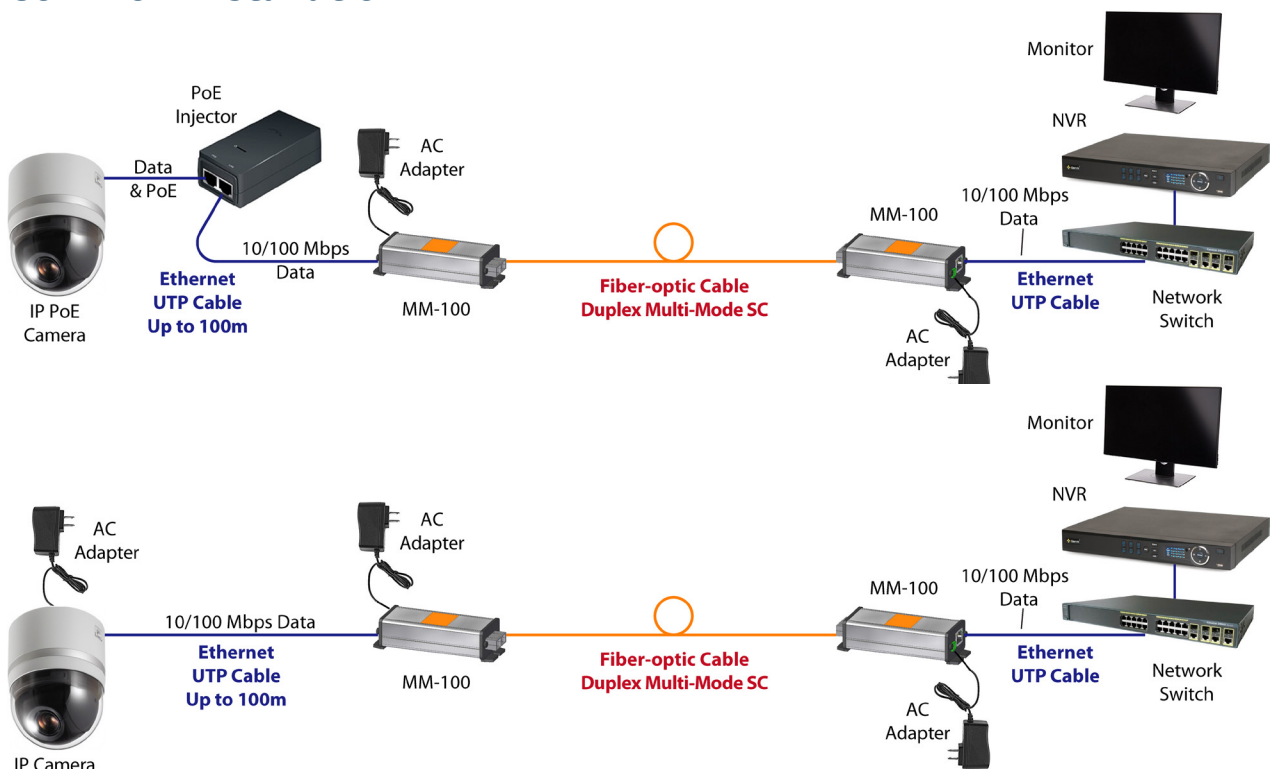 Monitor
PoE
Injector
NVR
AC
Adapter
Data
& PoE
10/100 Mbps
Data
MM-100
10/100 Mbps
Data
Ethernet
UTP Cable
Up to 100m
Fiber-optic Cable
Duplex Multi-Mode SC
Ethernet
UTP Cable
Network
Switch
IP PoE
Camera
MM-100
AC
Adapter
Monitor
NVR
AC
Adapter
AC
Adapter
MM-100
10/100 Mbps
Data
10/100 Mbps Data
Ethernet
UTP Cable
Up to 100m
MM-100
Fiber-optic Cable
Duplex Multi-Mode SC
Ethernet
UTP Cable
Network
Switch
AC
Adapter
IP Camera